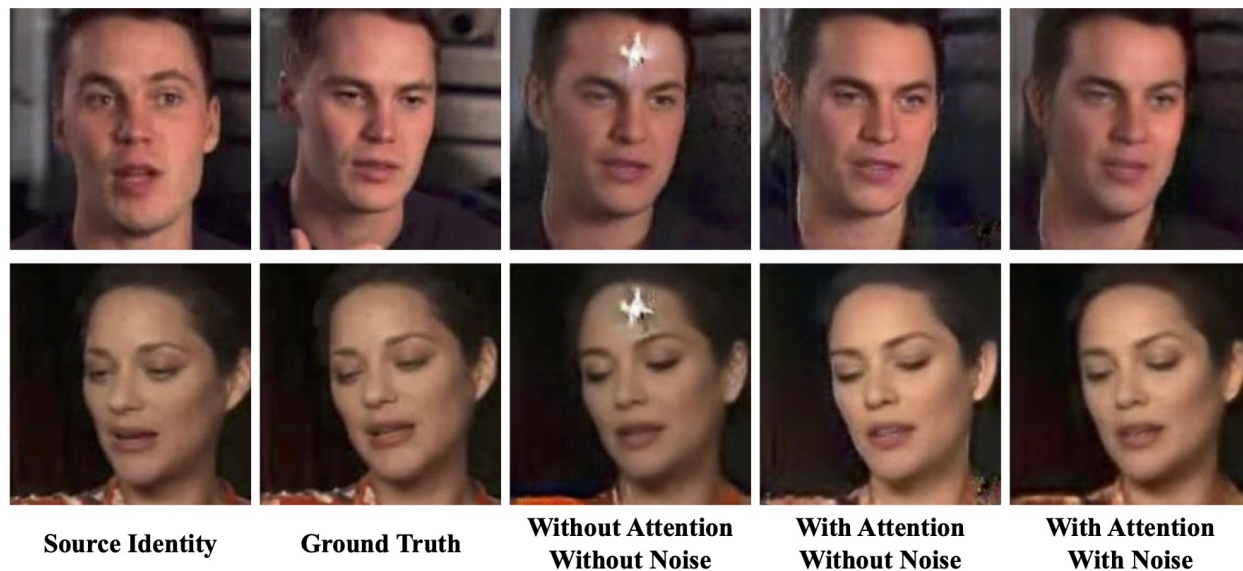 Source Identity
Ground Truth
Without Attention
Without Noise
With Attention
Without Noise
With Attention
With Noise